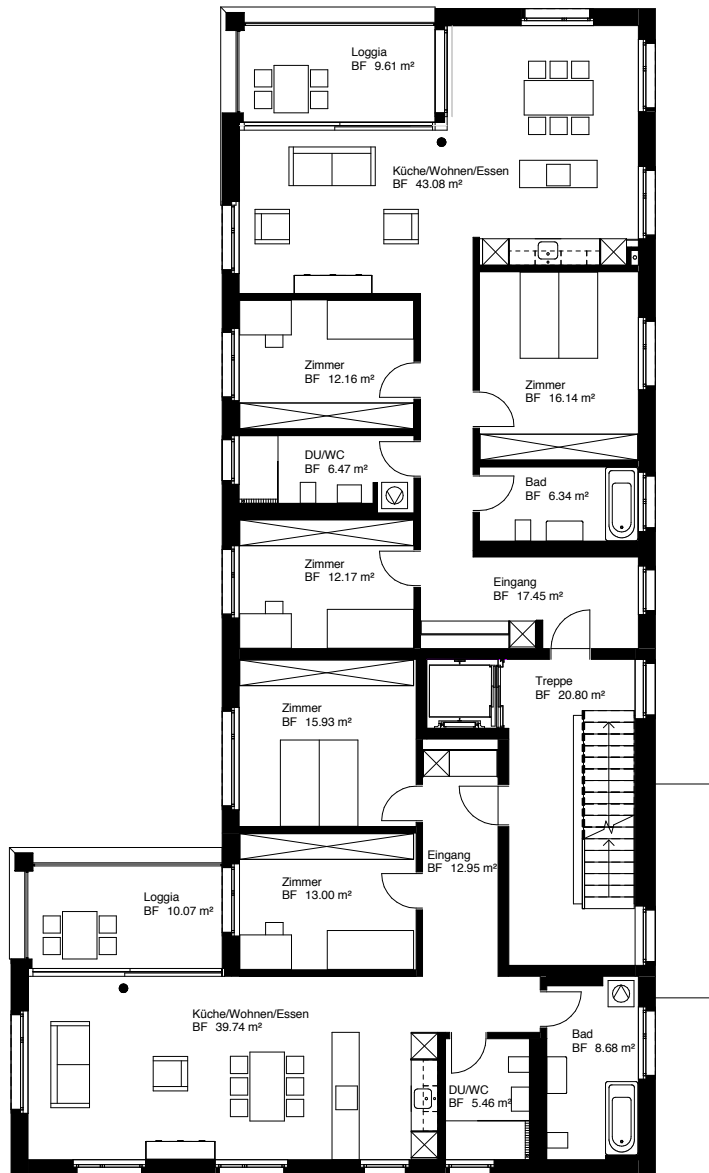 Loggia
BF 9.61 m²
Küche/Wohnen/Essen
BF 43.08 m²
Zimmer
BF 12.16 m²
Zimmer
BF 16.14 m²
DU/WC
BF 6.47 m²
Bad
BF 6.34 m²
Zimmer
BF 12.17 m²
Eingang
BF 17.45 m²
Treppe
BF 20.80 m²
Zimmer
BF 15.93 m²
Eingang
BF 12.95 m²
Zimmer
BF 13.00 m²
Loggia
BF 10.07 m²
Küche/Wohnen/Essen
BF 39.74 m²
Bad
BF 8.68 m²
DU/WC
BF 5.46 m²